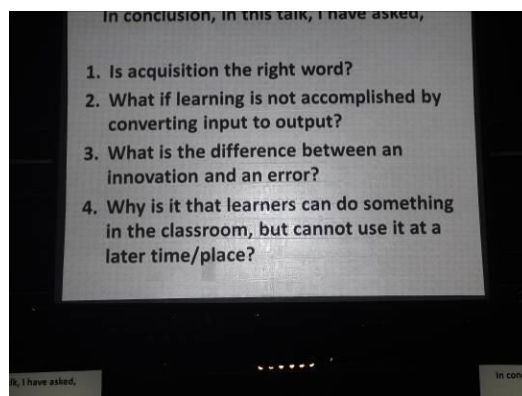 In conclusion, in this talk, I have asked,
1. Is acquisition the right word?
2. What if learning is not accomplished by
converting input to output?
3. What is the difference between an
innovation and an error?
4. Why is it that learners can do something
in the classroom, but cannot use it at a
later time/place?
lk, I have asked,
In con